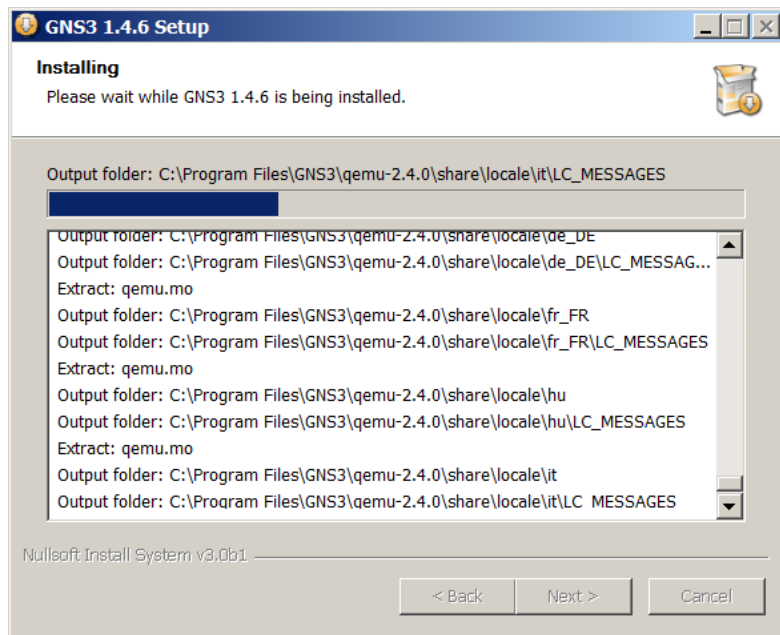 GNS3 1.4.6 Setup
Installing
Please wait while GNS3 1.4.6 is being installed.
Output folder: C:\Program Files\GNS3\qemu-2.4.0\share\locale\it\LC_MESSAGES
Output folder: C:\Program Files\GNS3\qemu-2.4.0\share\locale\de_DE
Output folder: C:\Program Files\GNS3\qemu-2.4.0\share\locale\de_DE\LC_MESSAG...
Extract: qemu.mo
Output folder: C:\Program Files\GNS3\qemu-2.4.0\share\locale\fr_FR
Output folder: C:\Program Files\GNS3\qemu-2.4.0\share\locale\fr_FR\LC_MESSAGES
Extract: qemu.mo
Output folder: C:\Program Files\GNS3\qemu-2.4.0\share\locale\hu
Output folder: C:\Program Files\GNS3\qemu-2.4.0\share\locale\hu\LC_MESSAGES
Extract: qemu.mo
Output folder: C:\Program Files\GNS3\qemu-2.4.0\share\locale\it
Output folder: C:\Program Files\GNS3\qemu-2.4.0\share\locale\it\LC_MESSAGES
Nullsoft Install System v3.0b1
< Back Next > Cancel